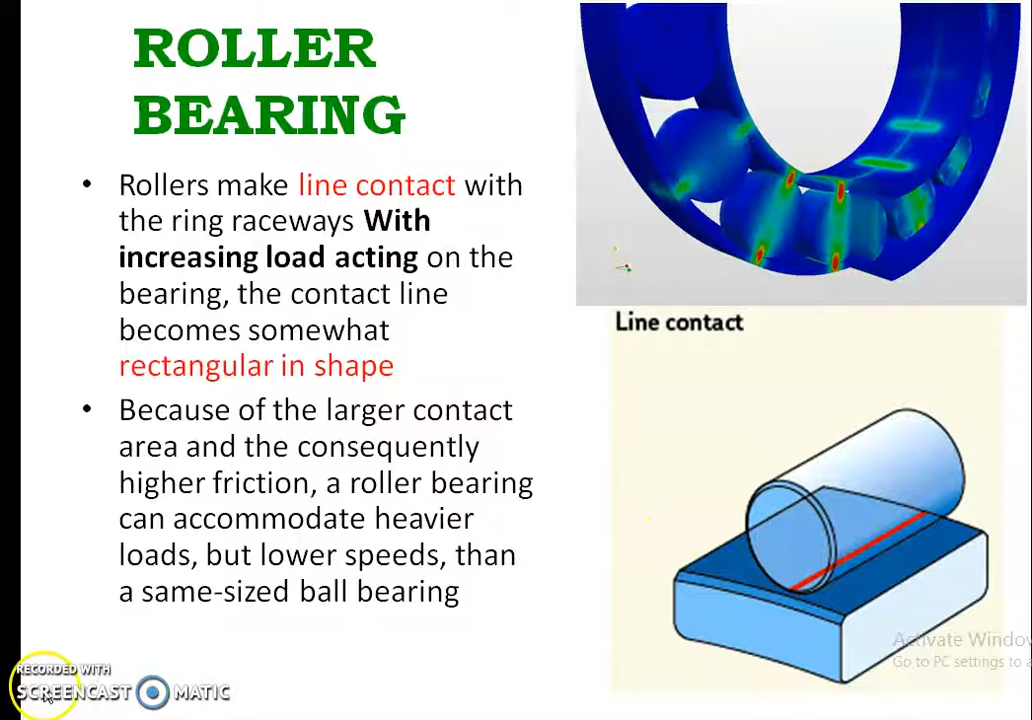 ROLLER
BEARING
• Rollers make line contact with
the ring raceways With
increasing load acting on the
bearing, the contact line
becomes somewhat
rectangular in shape
• Because of the larger contact
area and the consequently
higher friction, a roller bearing
can accommodate heavier
loads, but lower speeds, than
a same-sized ball bearing
Line contact
Activate Windo
Go to PC settings to a
RECORDED WITH
SCREENCAST MATIC